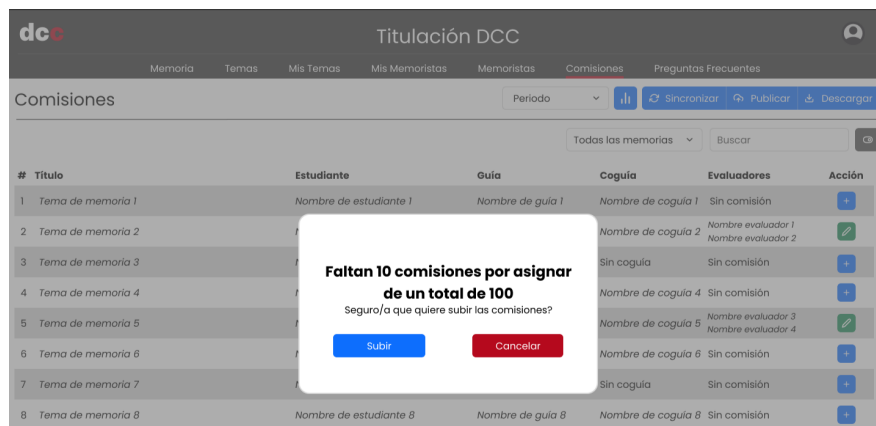 dcc
Titulación DCC
Memoria Temas Mis Temas Mis Memoristas Memoristas Comisiones Preguntas Frecuentes
Comisiones Periodo Sincronizar Publicar Descargar
Todas las memorias Buscar
# Título Estudiante Guía Coguía Evaluadores Acción
1 Tema de memoria 1 Nombre de estudiante 1 Nombre de guía 1 Nombre de coguía 1 Sin comisión
2 Tema de memoria 2 Nombre de coguía 2 Nombre evaluador 1
Nombre evaluador 2
3 Tema de memoria 3 Sin coguía Sin comisión
4 Tema de memoria 4 Nombre de coguía 4 Sin comisión
5 Tema de memoria 5 Nombre de coguía 5 Nombre evaluador 3
Nombre evaluador 4
6 Tema de memoria 6 Nombre de coguía 6 Sin comisión
7 Tema de memoria 7 Sin coguía Sin comisión
8 Tema de memoria 8 Nombre de estudiante 8 Nombre de guía 8 Nombre de coguía 8 Sin comisión
Faltan 10 comisiones por asignar
de un total de 100
Seguro/a que quiere subir las comisiones?
Subir Cancelar